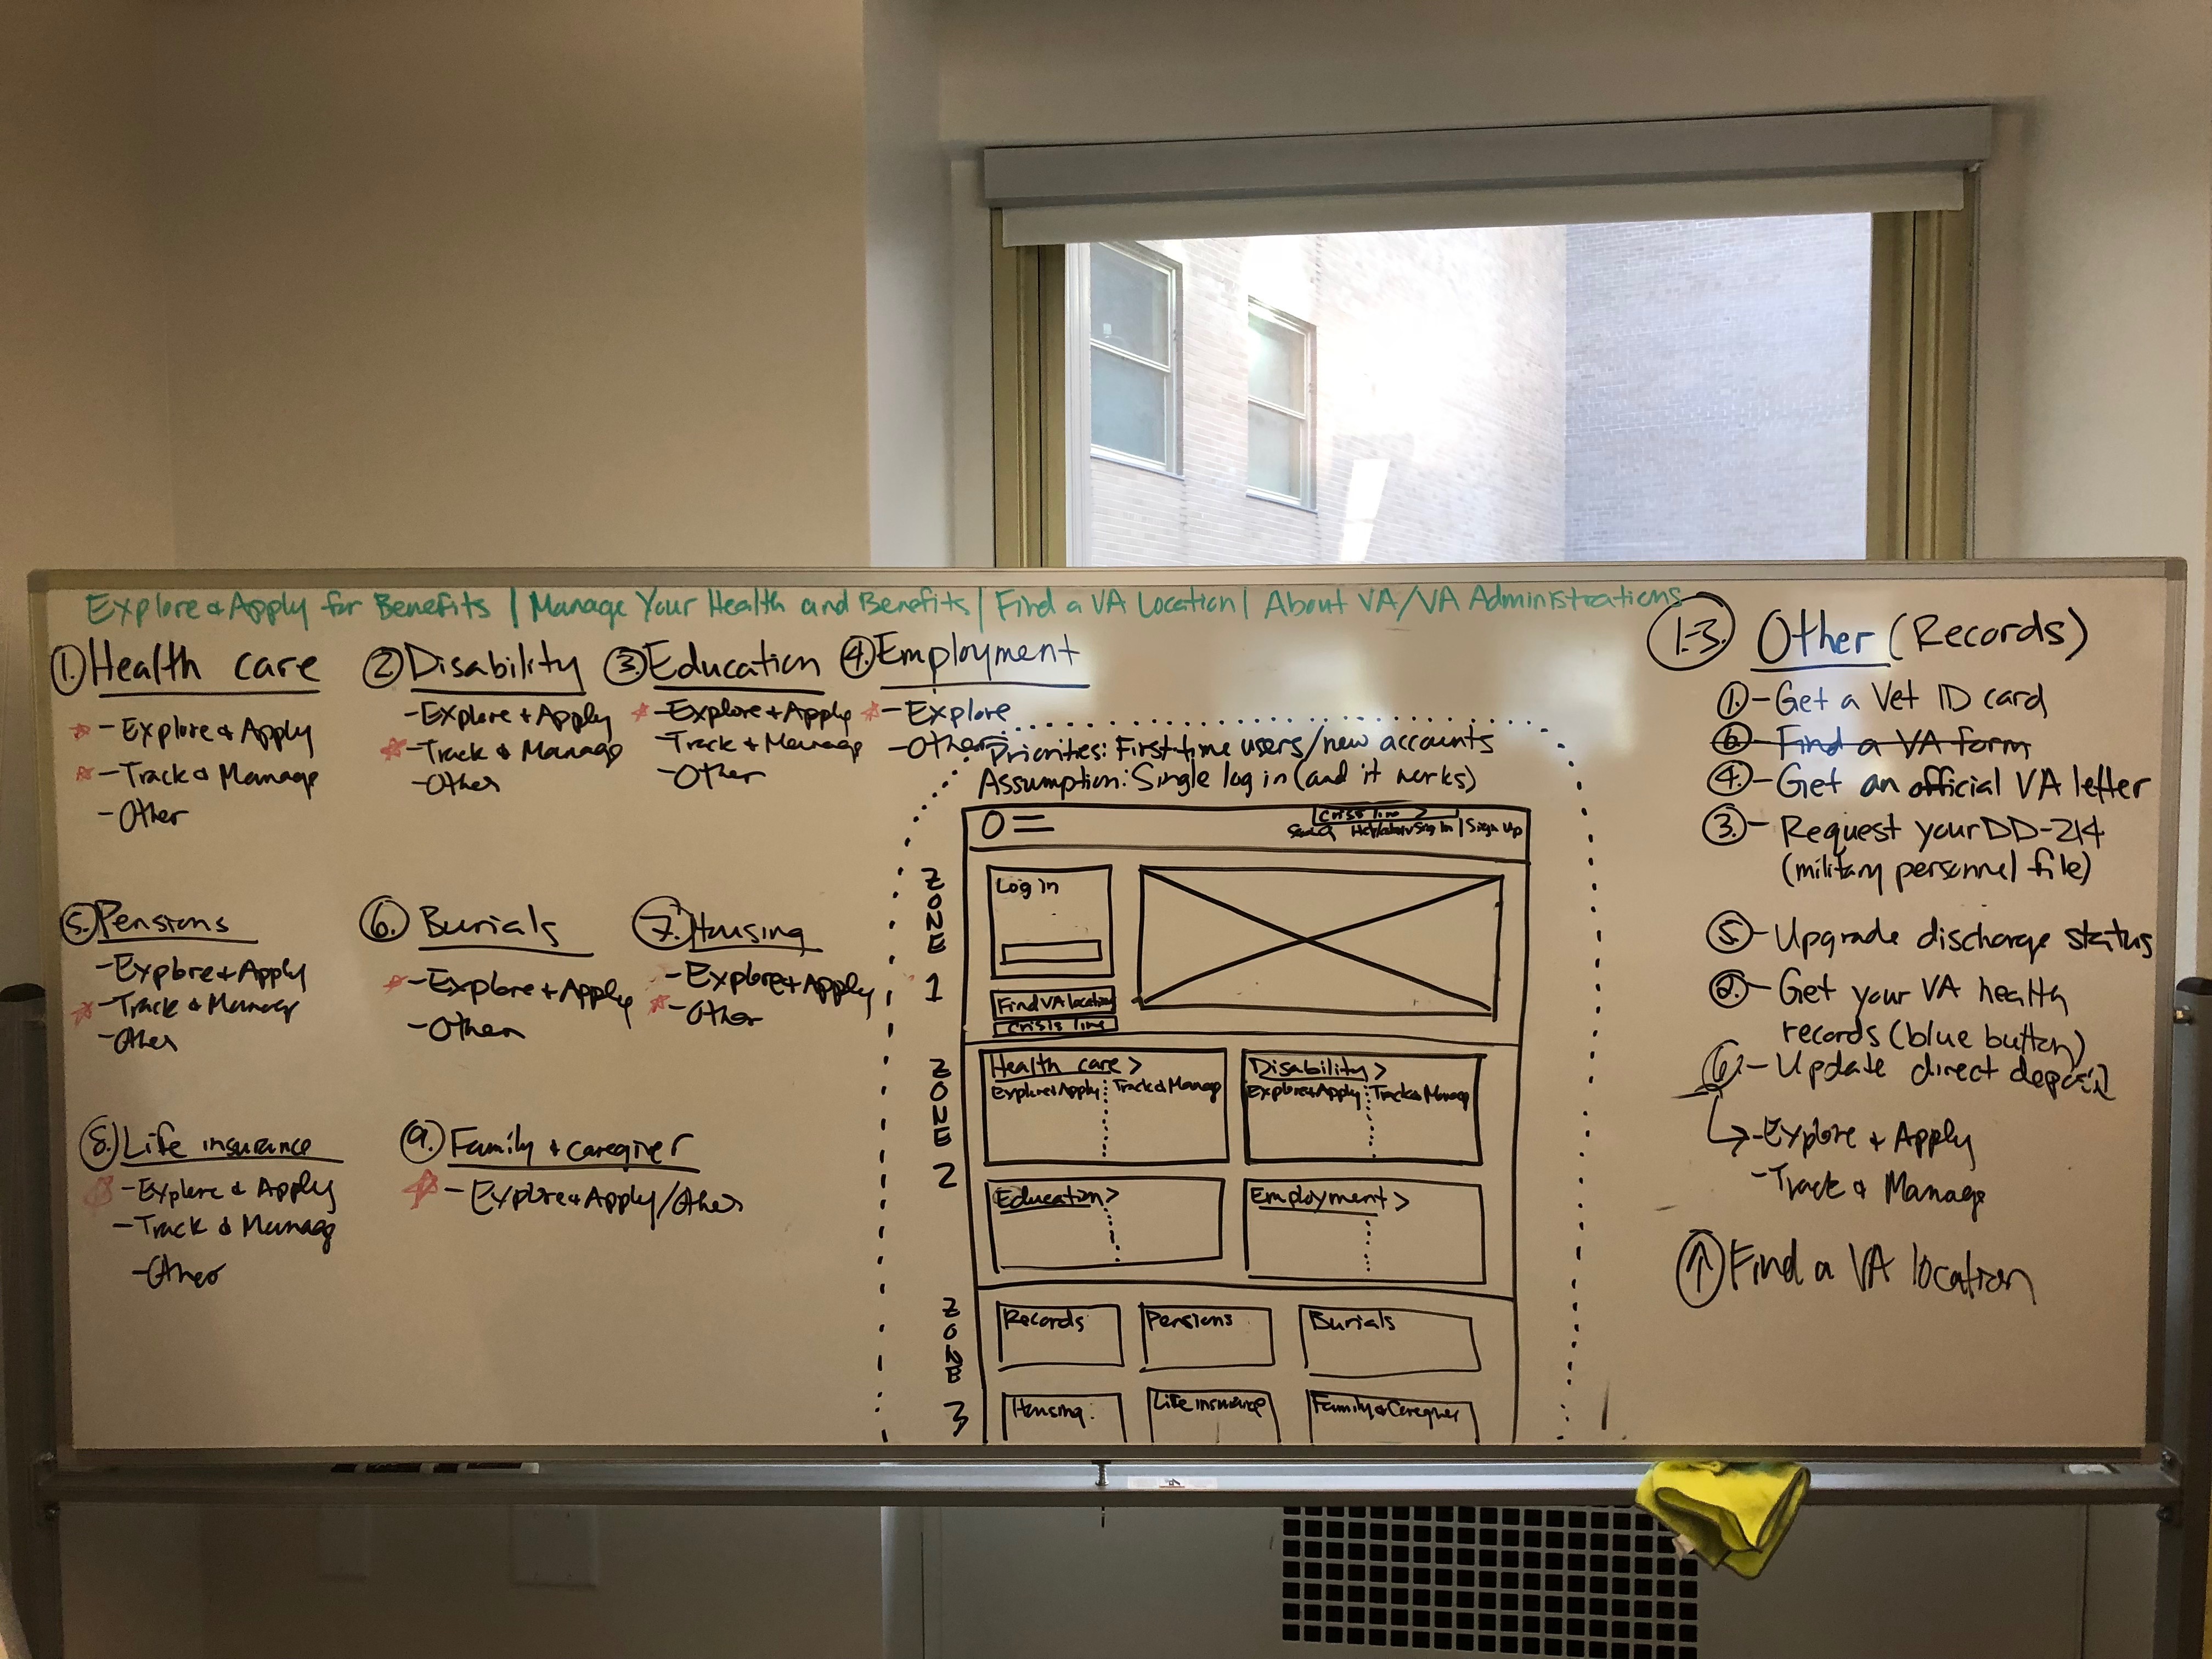 Explore & Apply for Benefits | Manage Your Health and Benefits | Find a VA Location | About VA/VA Administrations
1. Health care
- Explore & Apply
- Track & Manage
- Other
2. Disability
- Explore + Apply
- Track & Manage
- Other
3. Education
- Explore + Apply
- Track & Manage
- Other
4. Employment
- Explore
- Other
5. Pensions
- Explore + Apply
- Track & Manage
- Other
6. Burials
- Explore + Apply
- Other
7. Housing
- Explore + Apply
- Other
8. Life insurance
- Explore & Apply
- Track & Manage
- Other
9. Family + caregiver
- Explore + Apply/Other
Priorities: First-time users/new accounts
Assumption: Single log in (and it works)
Crisis line >
Sign in | Sign Up
ZONE 1
Log in
Find VA location
Crisis line
ZONE 2
Health care >
Explore & Apply Track & Manage
Disability >
Explore & Apply Track & Manage
Education >
Employment >
ZONE 3
Records
Pensions
Burials
Housing
Life insurance
Family & Caregiver
1-3. Other (Records)
1. - Get a Vet ID card
6 - Find a VA form
4. - Get an official VA letter
3. - Request your DD-214
(military personnel file)
5. - Upgrade discharge status
2. - Get your VA health
records (blue button)
6. - Update direct deposit
- Explore & Apply
- Track & Manage
↑ Find a VA location